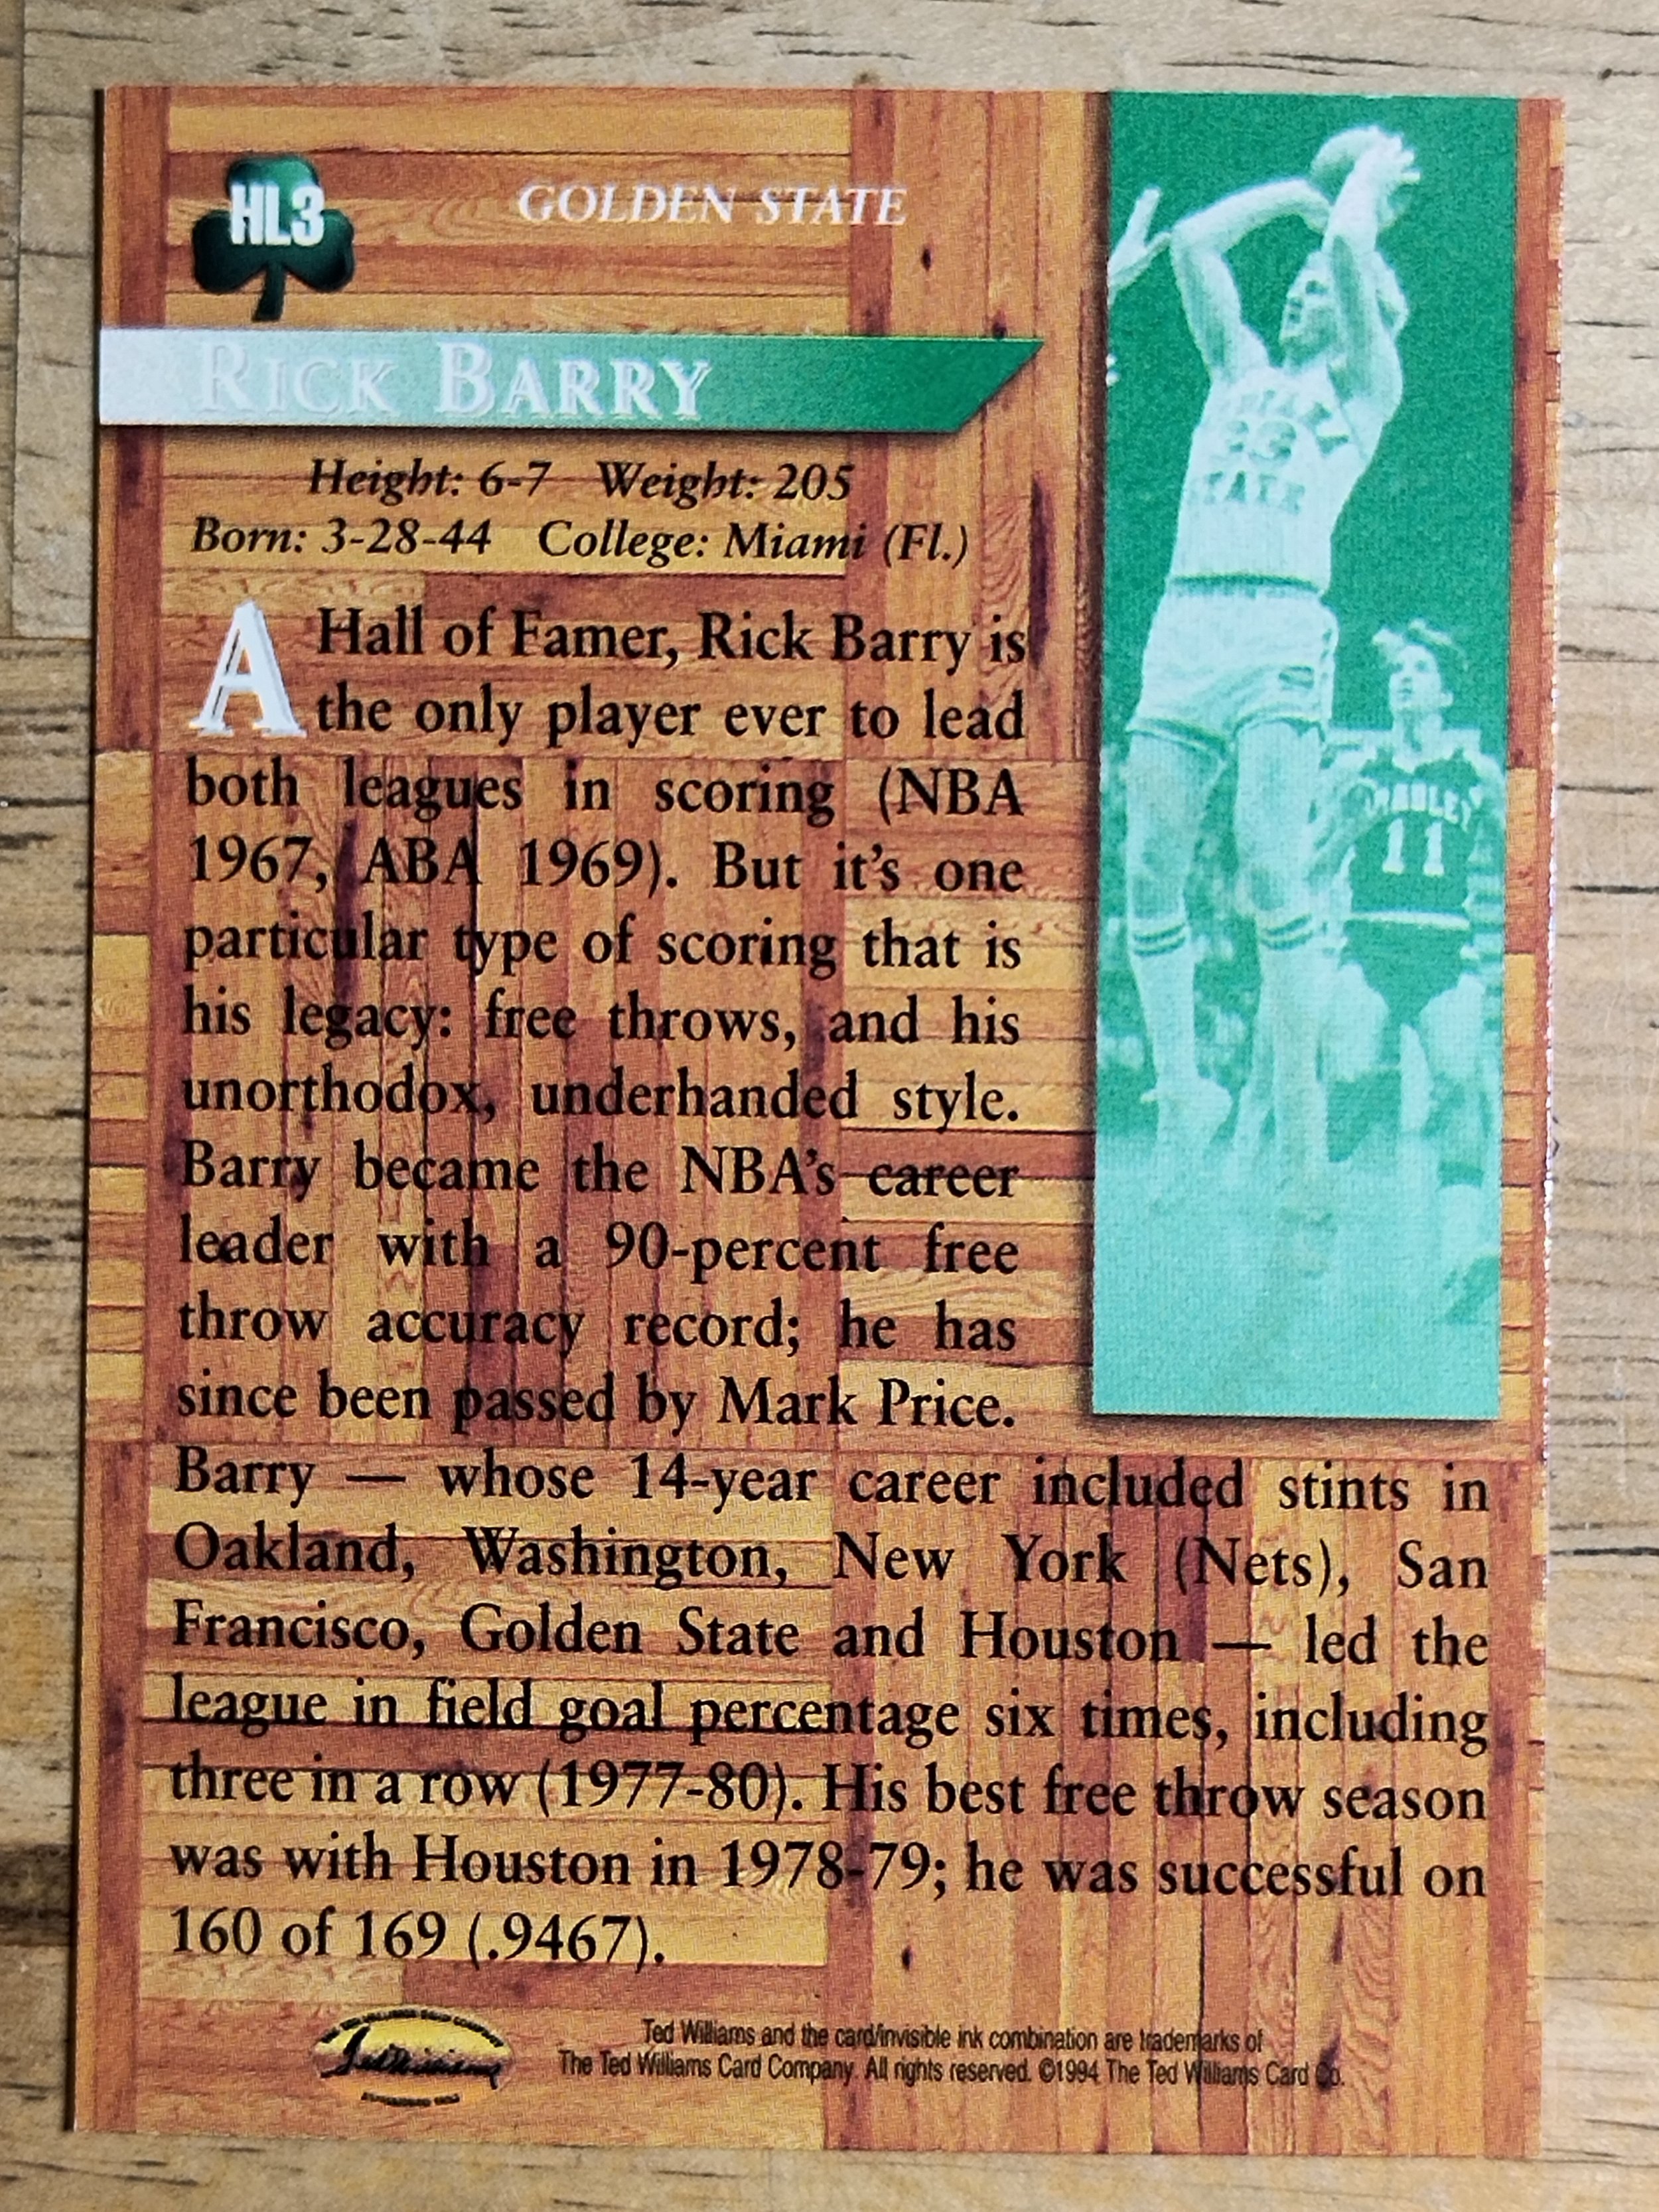 HL3
GOLDEN STATE
RICK BARRY
Height: 6-7 Weight: 205
Born: 3-28-44 College: Miami (Fl.)
A Hall of Famer, Rick Barry is
the only player ever to lead
both leagues in scoring (NBA
1967, ABA 1969). But it's one
particular type of scoring that is
his legacy: free throws, and his
unorthodox, underhanded style.
Barry became the NBA's career
leader with a 90-percent free
throw accuracy record; he has
since been passed by Mark Price.
Barry — whose 14-year career included stints in
Oakland, Washington, New York (Nets), San
Francisco, Golden State and Houston — led the
league in field goal percentage six times, including
three in a row (1977-80). His best free throw season
was with Houston in 1978-79; he was successful on
160 of 169 (.9467).
11
Ted Williams
Ted Williams and the card/invisible ink combination are trademarks of
The Ted Williams Card Company. All rights reserved. ©1994 The Ted Williams Card Co.